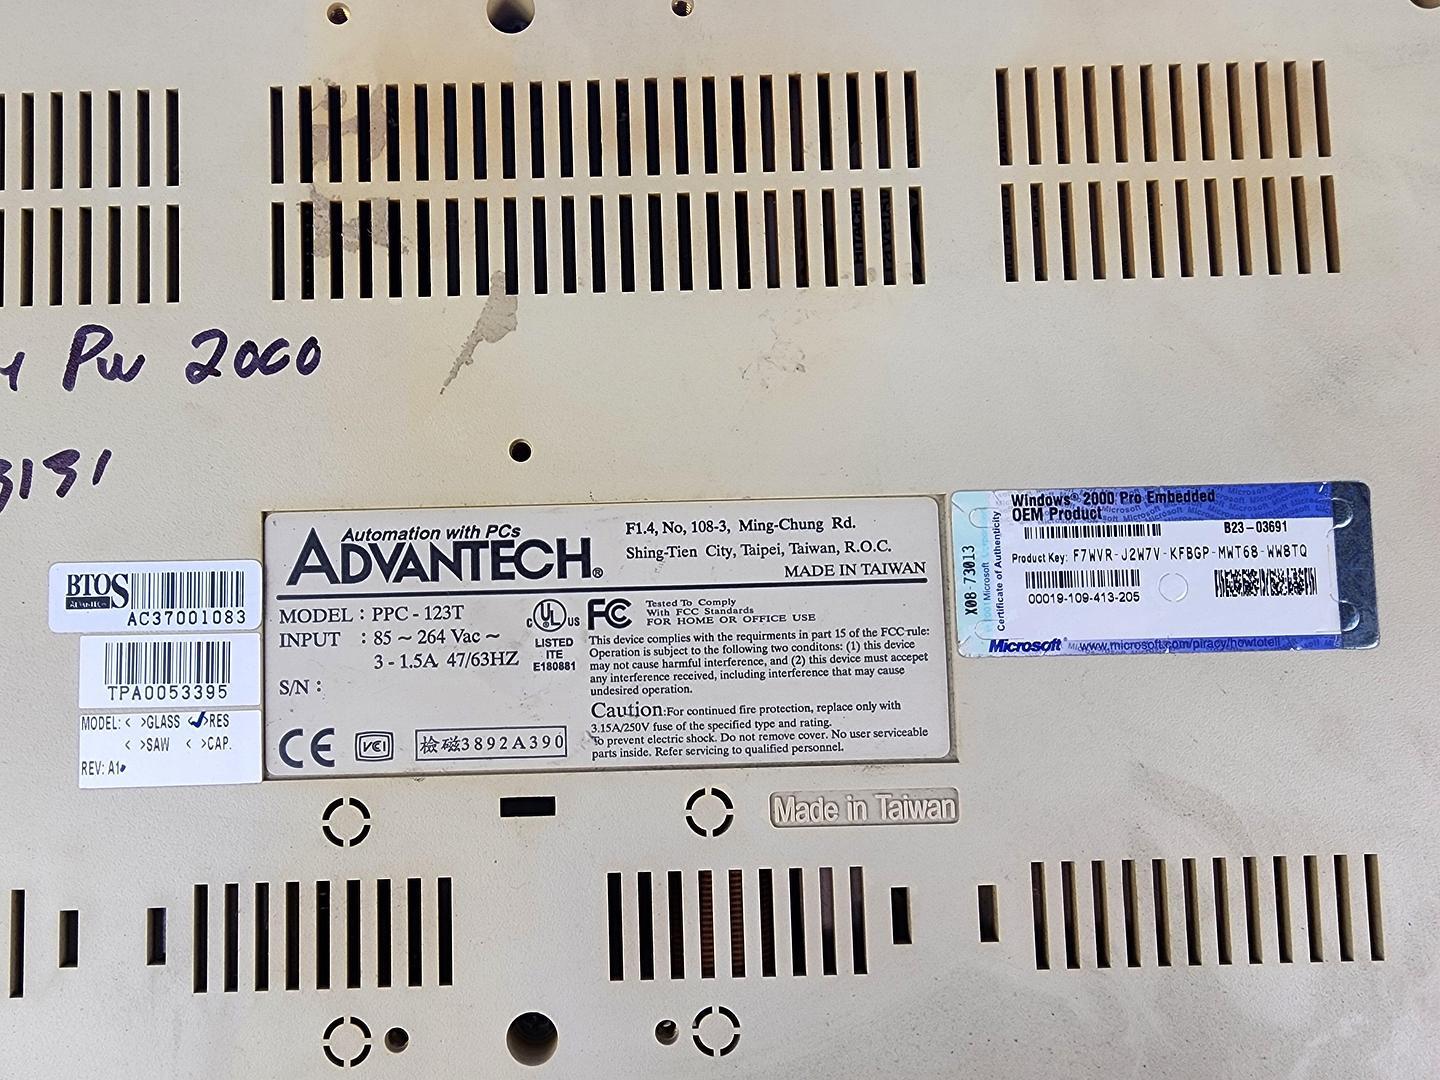 Pw 2000
3131
Automation with PCs
ADVANTECH®
F1.4, No, 108-3, Ming-Chung Rd.
Shing-Tien City, Taipei, Taiwan, R.O.C.
MADE IN TAIWAN
MODEL : PPC - 123T
INPUT : 85 ~ 264 Vac ~
3 - 1.5A 47/63HZ
S/N :
C UL US
LISTED
ITE
E180881
FC
Tested To Comply
With FCC Standards
FOR HOME OR OFFICE USE
This device complies with the requirments in part 15 of the FCC rule:
Operation is subject to the following two conditons: (1) this device
may not cause harmful interference, and (2) this device must accepet
any interference received, including interference that may cause
undesired operation.
Caution:For continued fire protection, replace only with
3.15A/250V fuse of the specified type and rating.
To prevent electric shock. Do not remove cover. No user serviceable
parts inside. Refer servicing to qualified personnel.
CE
VCI
檢磁3892A390
BTOS
ADVANTECH
AC37001083
TPA0053395
MODEL: < >GLASS <✓>RES
< >SAW < >CAP.
REV: A1
Windows® 2000 Pro Embedded
OEM Product
B23-03691
Product Key: F7WVR-J2W7V-KFBGP-MWT68-WW8TQ
00019-109-413-205
X08-73013
Certificate of Authenticity
Microsoft®
www.microsoft.com/piracy/howtotell
Made in Taiwan
HITACHI